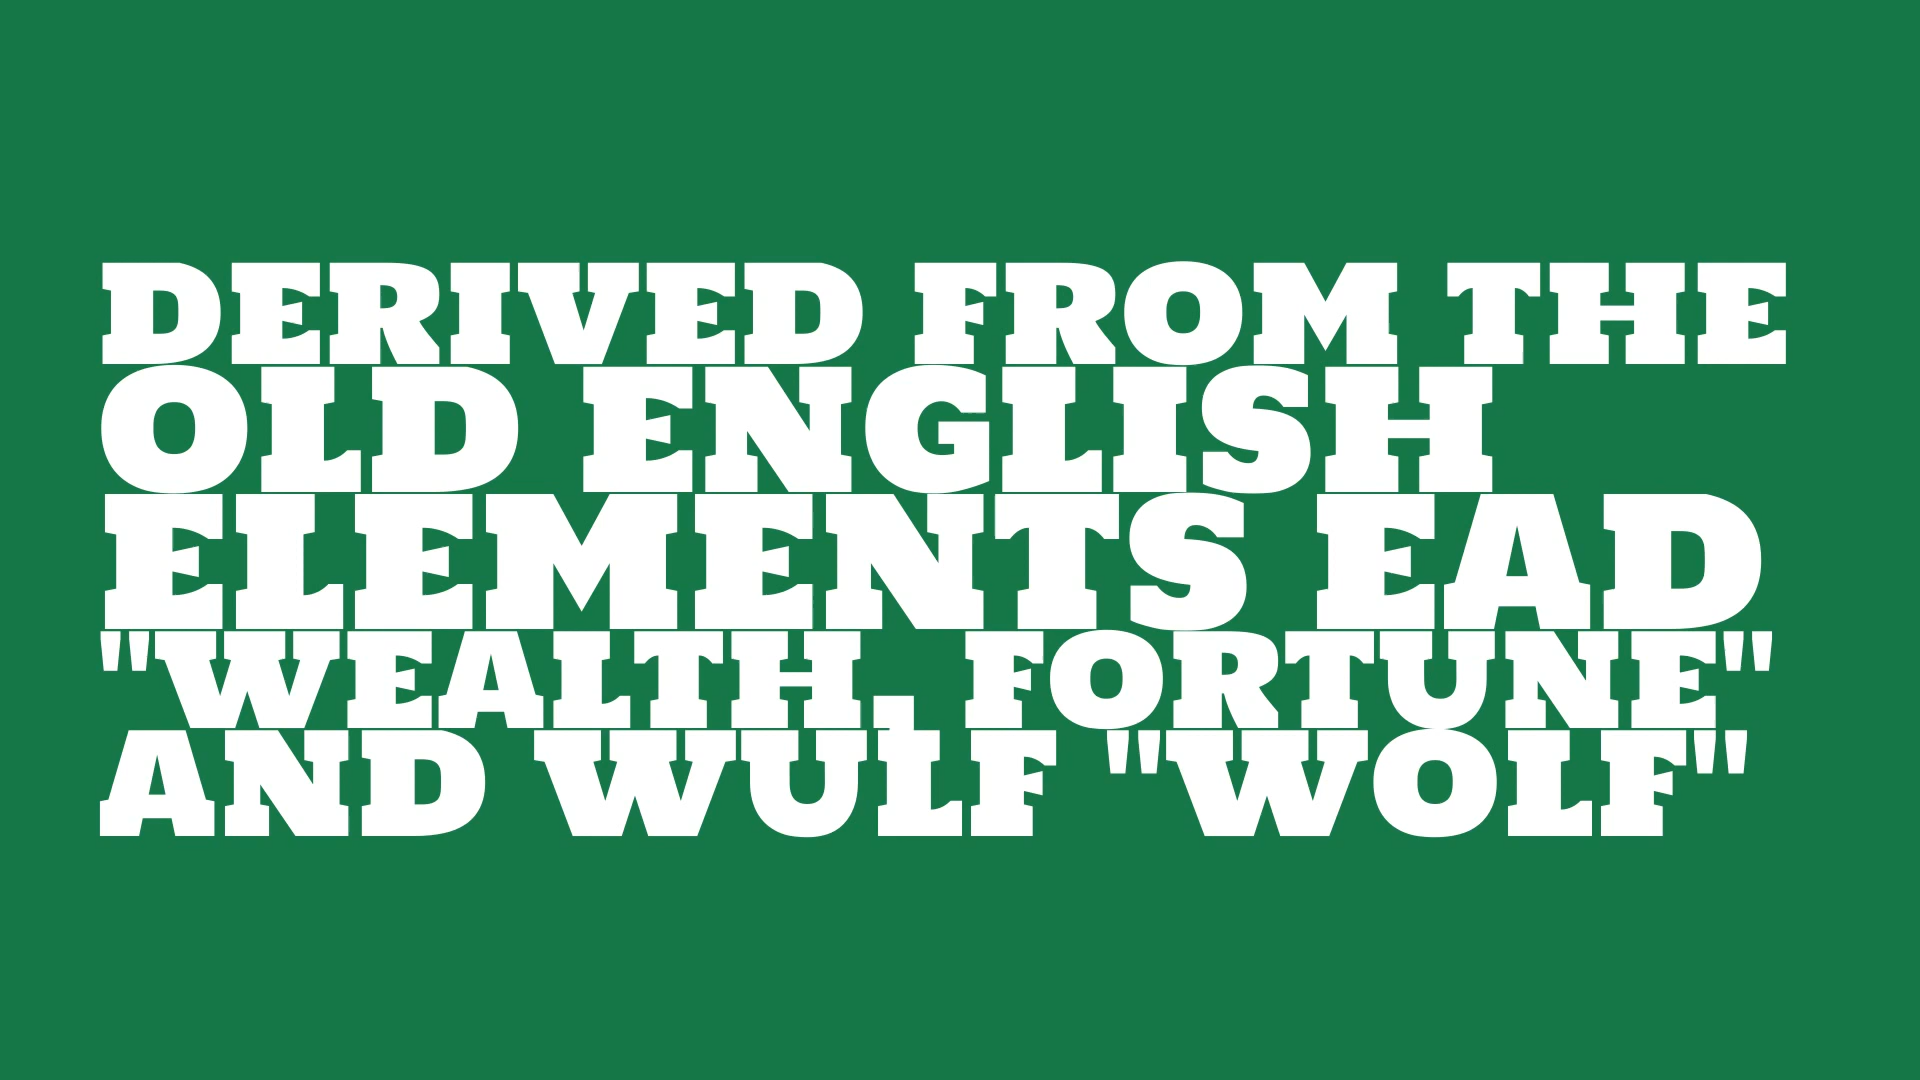 DERIVED FROM THE
OLD ENGLISH
ELEMENTS EAD
"WEALTH, FORTUNE"
AND WULF "WOLF"